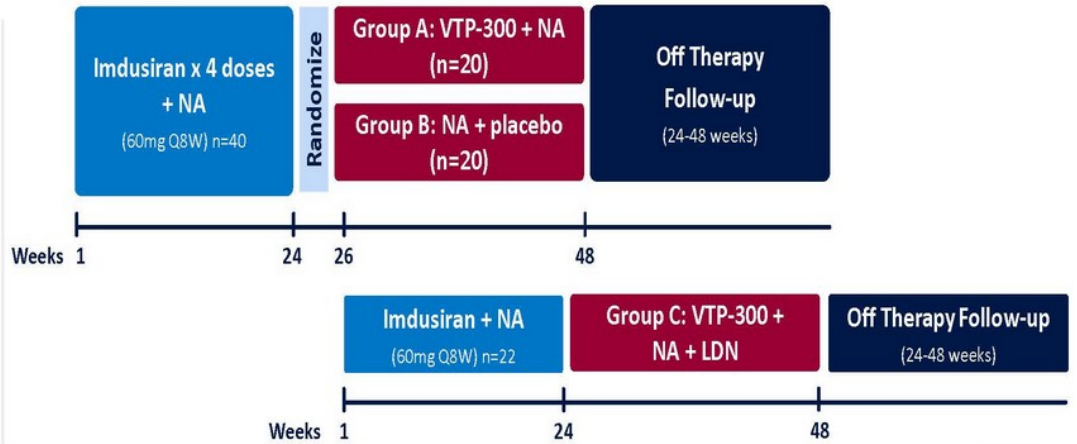 Imdusiran x 4 doses
+ NA
(60mg Q8W) n=40
Randomize
Group A: VTP-300 + NA
(n=20)
Group B: NA + placebo
(n=20)
Off Therapy
Follow-up
(24-48 weeks)
Weeks 1 24 26 48
Imdusiran + NA
(60mg Q8W) n=22
Group C: VTP-300 +
NA + LDN
Off Therapy Follow-up
(24-48 weeks)
Weeks 1 24 48